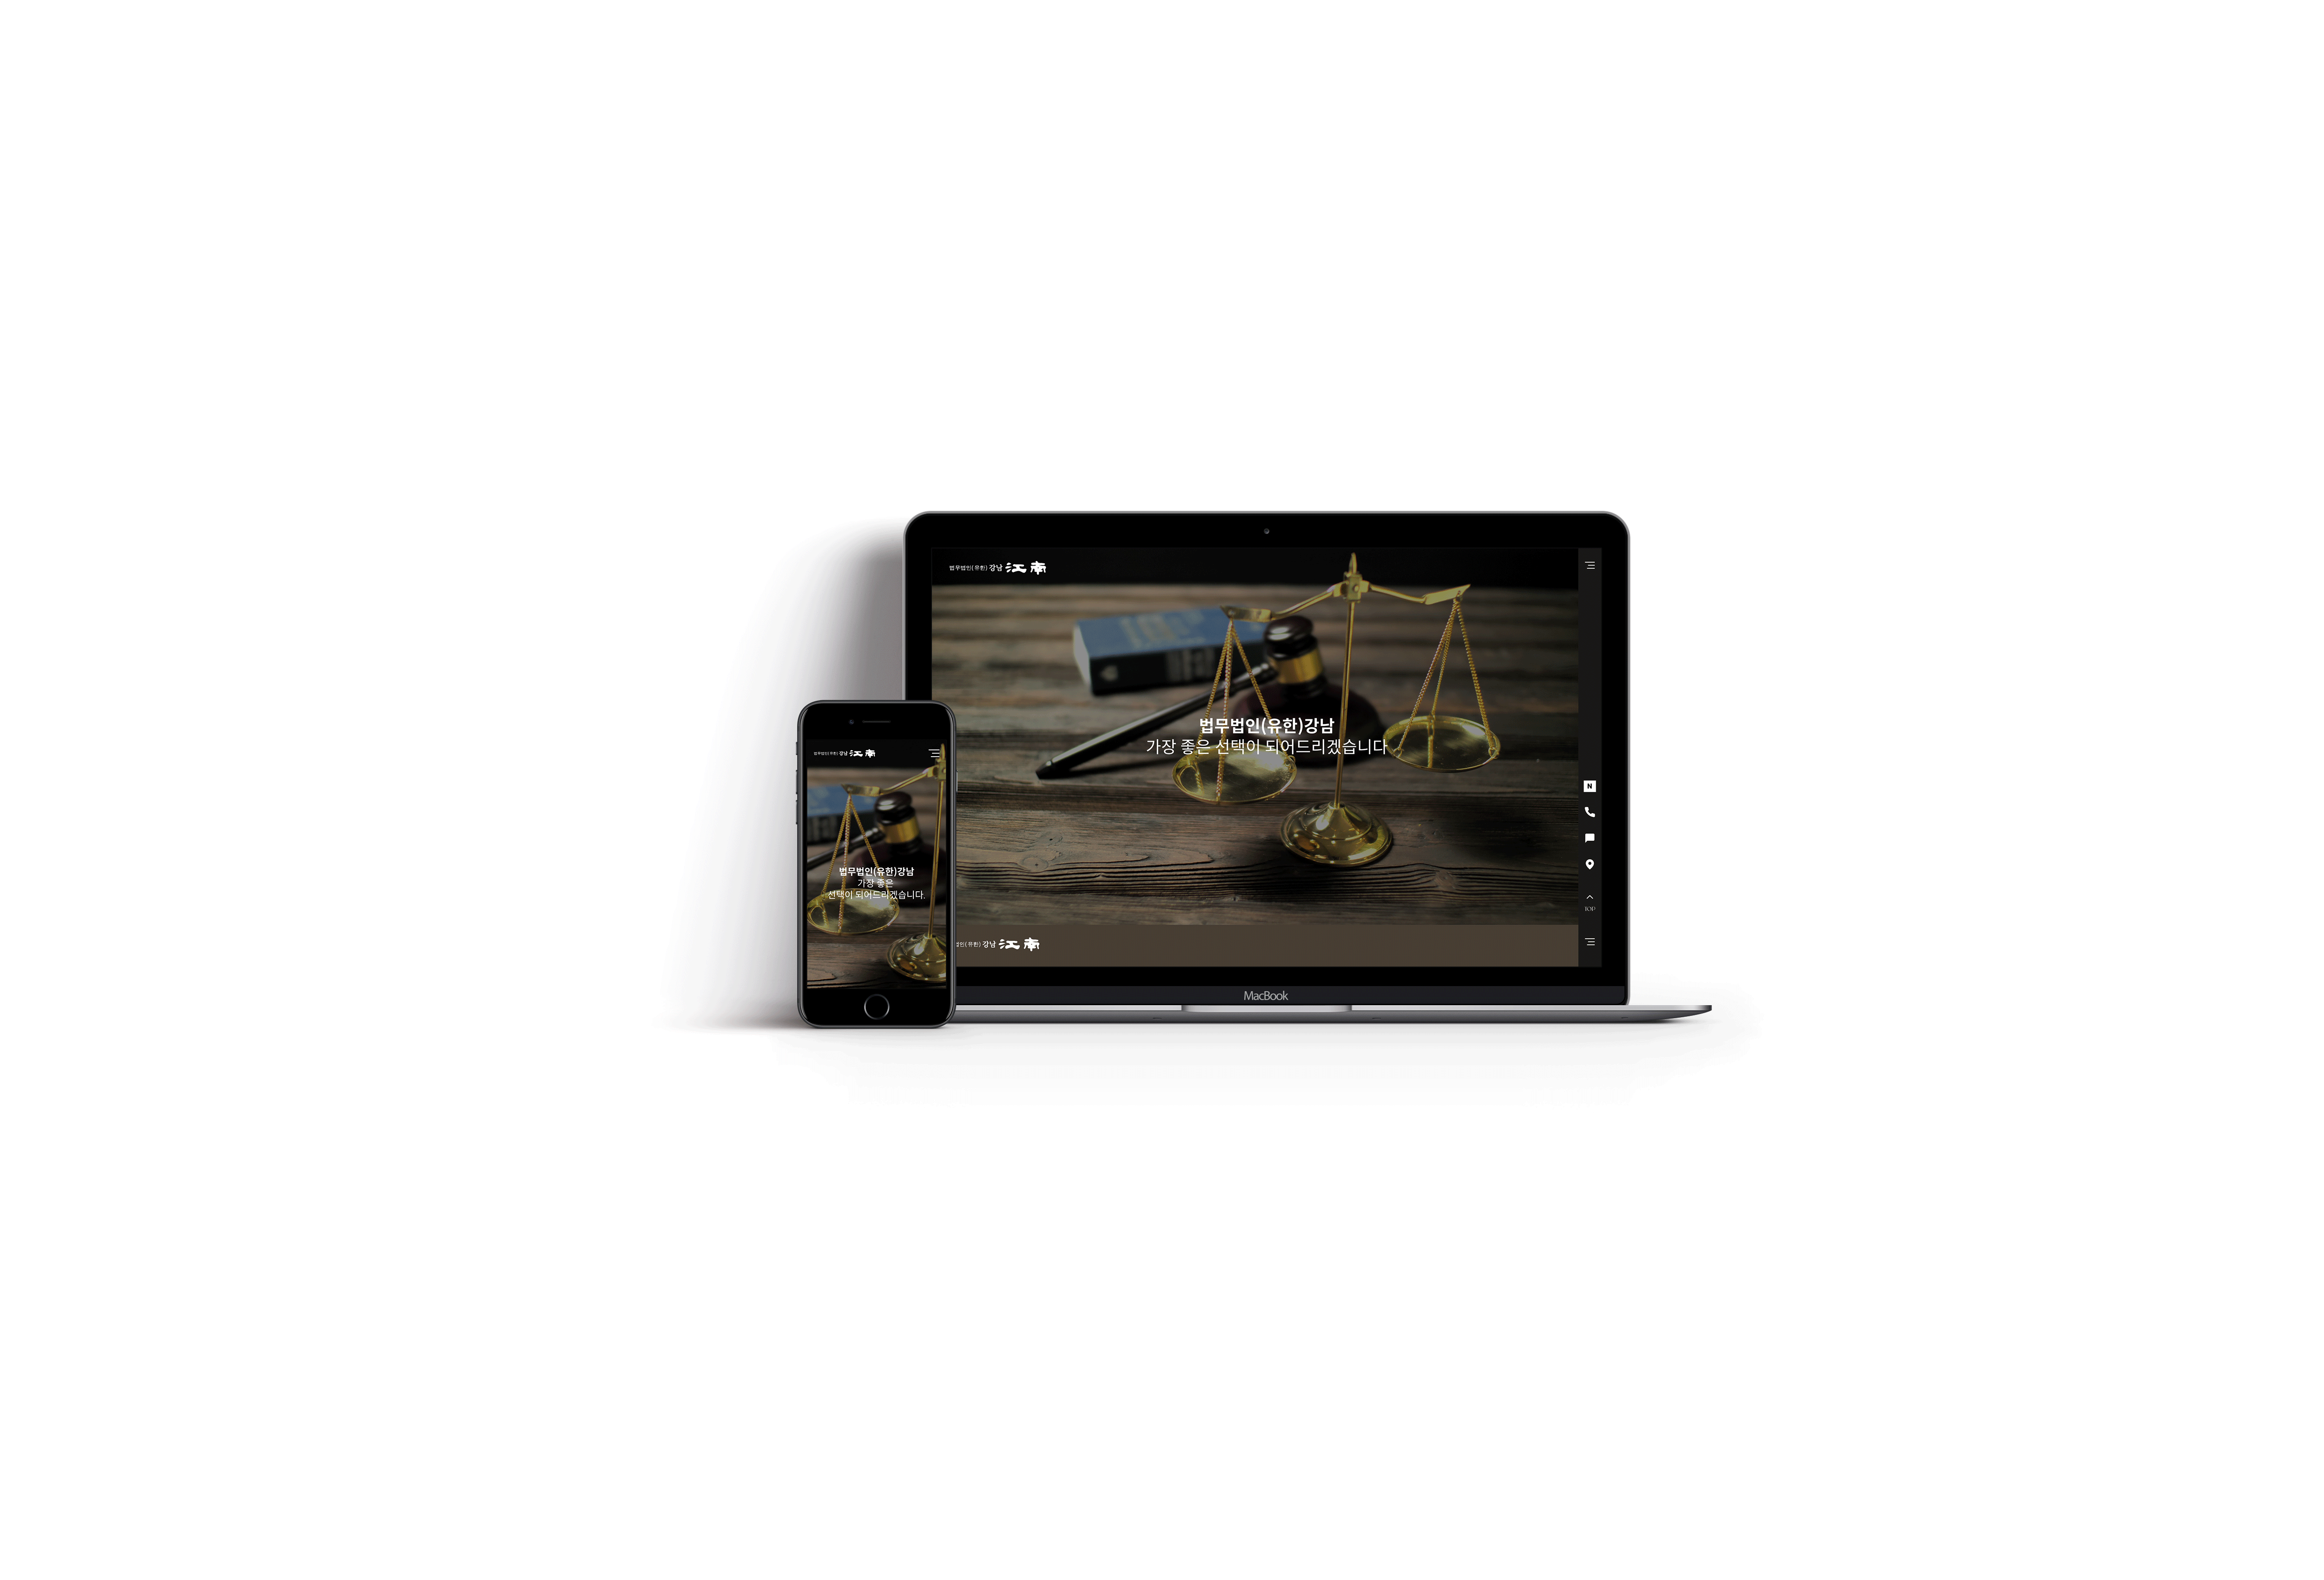 법무법인(유한)강남 江南
법무법인(유한)강남
가장 좋은 선택이 되어드리겠습니다
N
TOP
법인(유한)강남 江南
MacBook
법무법인(유한)강남 江南
법무법인(유한)강남
가장 좋은
선택이 되어드리겠습니다.